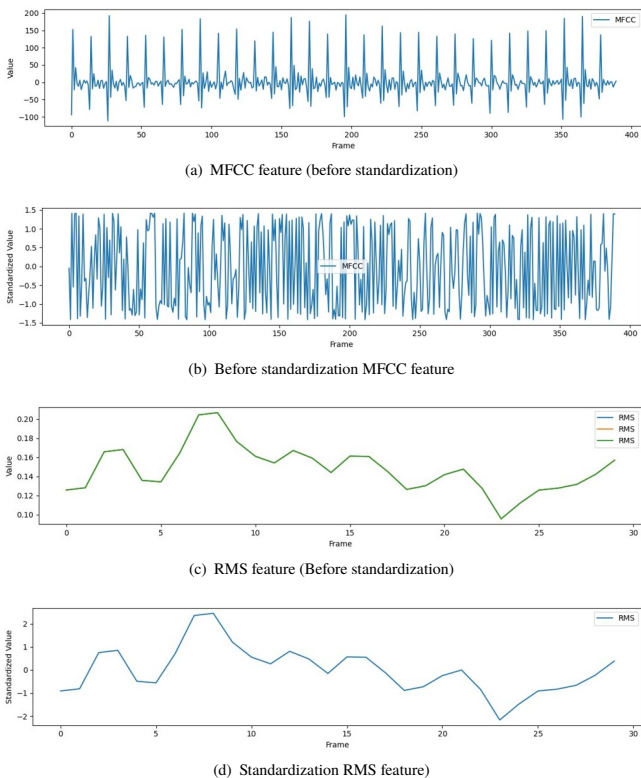 200
150
100
50
0
−50
−100
Value
MFCC
0 50 100 150 200 250 300 350 400
Frame
(a) MFCC feature (before standardization)
1.5
1.0
0.5
0.0
−0.5
−1.0
−1.5
Standardized Value
MFCC
0 50 100 150 200 250 300 350 400
Frame
(b) Before standardization MFCC feature
0.20
0.18
0.16
0.14
0.12
0.10
Value
RMS
RMS
RMS
0 5 10 15 20 25 30
Frame
(c) RMS feature (Before standardization)
2
1
0
−1
−2
Standardized Value
RMS
0 5 10 15 20 25 30
Frame
(d) Standardization RMS feature)